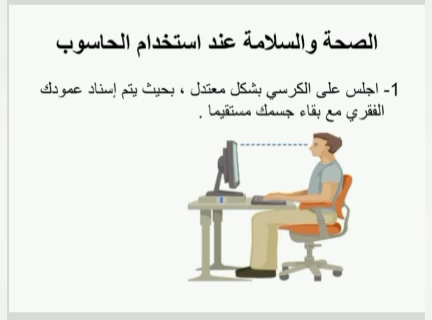 الصحة والسلامة عند استخدام الحاسوب
1- اجلس على الكرسي بشكل معتدل ، بحيث يتم إسناد عمودك
الفقري مع بقاء جسمك مستقيما .